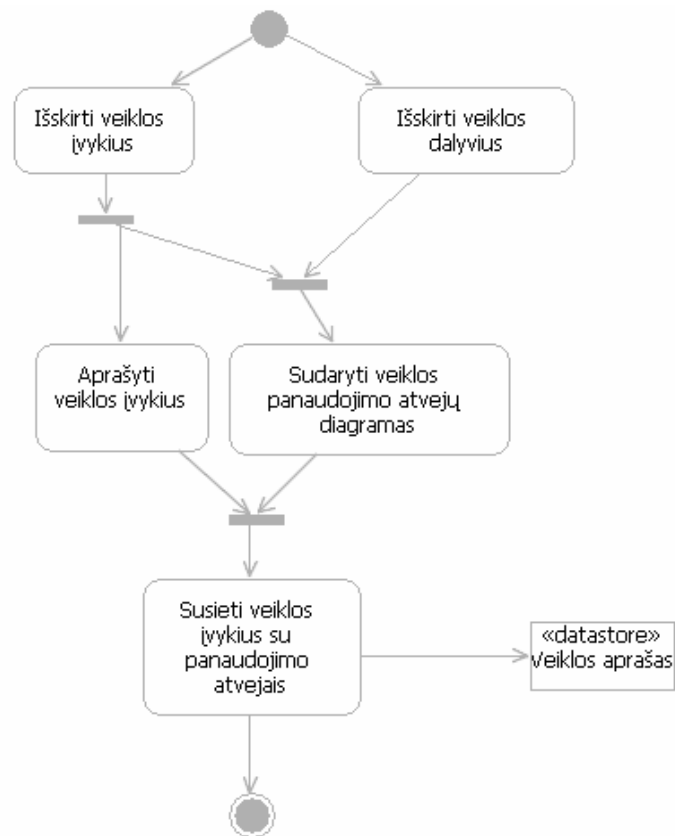 Išskirti veiklos
įvykius
Išskirti veiklos
dalyvius
Aprašyti
veiklos įvykius
Sudaryti veiklos
panaudojimo atvejų
diagramas
Susieti veiklos
įvykius su
panaudojimo
atvejais
«datastore»
Veiklos aprašas